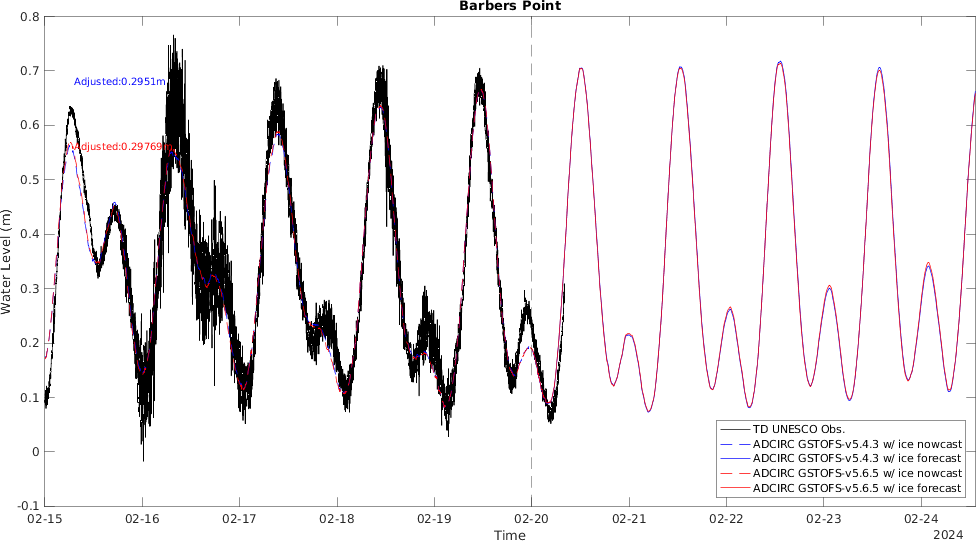 Barbers Point
0.8
0.7
0.6
0.5
0.4
0.3
0.2
0.1
0
-0.1
Water Level (m)
Adjusted:0.2951m
Adjusted:0.29769m
TD UNESCO Obs.
ADCIRC GSTOFS-v5.4.3 w/ ice nowcast
ADCIRC GSTOFS-v5.4.3 w/ ice forecast
ADCIRC GSTOFS-v5.6.5 w/ ice nowcast
ADCIRC GSTOFS-v5.6.5 w/ ice forecast
02-15 02-16 02-17 02-18 02-19 02-20 02-21 02-22 02-23 02-24
Time
2024